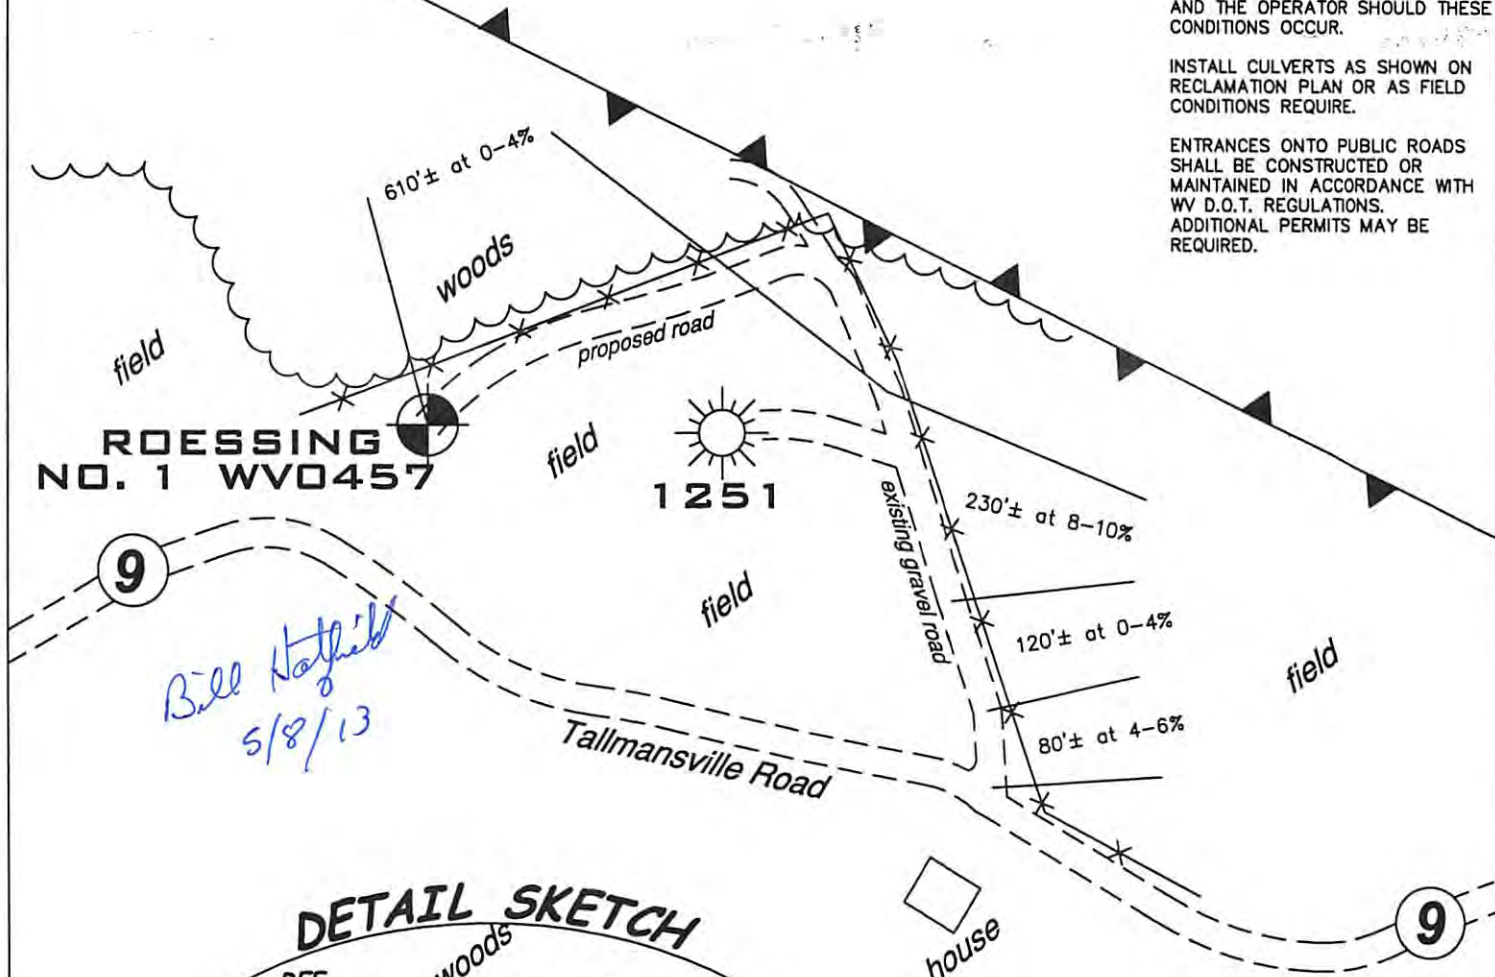 AND THE OPERATOR SHOULD THESE
CONDITIONS OCCUR.
INSTALL CULVERTS AS SHOWN ON
RECLAMATION PLAN OR AS FIELD
CONDITIONS REQUIRE.
ENTRANCES ONTO PUBLIC ROADS
SHALL BE CONSTRUCTED OR
MAINTAINED IN ACCORDANCE WITH
WV D.O.T. REGULATIONS.
ADDITIONAL PERMITS MAY BE
REQUIRED.
610'± at 0-4%
woods
field
proposed road
ROESSING
NO. 1 WV0457
field
1251
existing gravel road
230'± at 8-10%
9
field
120'± at 0-4%
field
80'± at 4-6%
Bill Hatfield
5/8/13
Tallmansville Road
DETAIL SKETCH
woods
house
9